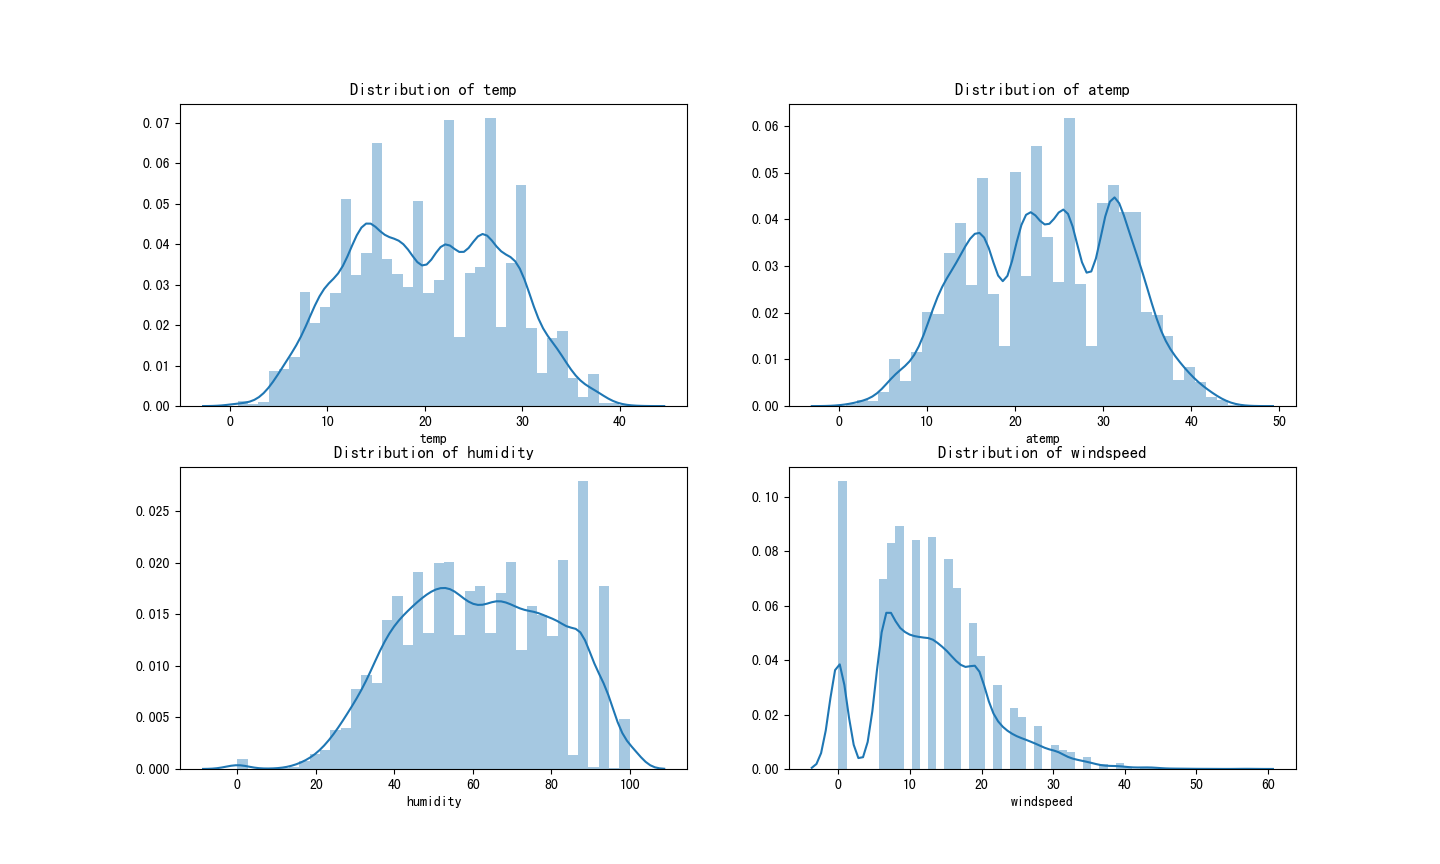 Distribution of temp
0.07
0.06
0.05
0.04
0.03
0.02
0.01
0.00
0 10 20 30 40
temp
Distribution of atemp
0.06
0.05
0.04
0.03
0.02
0.01
0.00
0 10 20 30 40 50
atemp
Distribution of humidity
0.025
0.020
0.015
0.010
0.005
0.000
0 20 40 60 80 100
humidity
Distribution of windspeed
0.10
0.08
0.06
0.04
0.02
0.00
0 10 20 30 40 50 60
windspeed